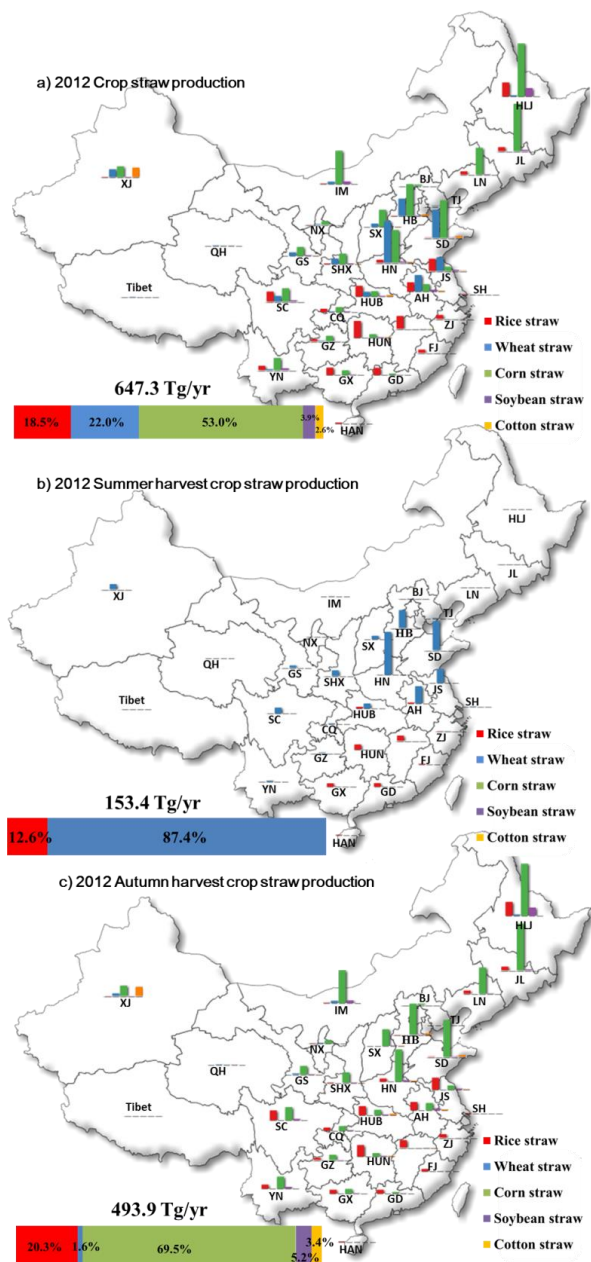 a) 2012 Crop straw production
HLJ
JL
XJ
IM
LN
BJ
TJ
HB
NX
SX
SD
QH
GS
SHX
HN
JS
Tibet
SC
HUB
AH
SH
CQ
ZJ
GZ
HUN
FJ
YN
GX
GD
HAN
Rice straw
Wheat straw
Corn straw
Soybean straw
Cotton straw
647.3 Tg/yr
18.5% 22.0% 53.0% 3.9% 2.6%
b) 2012 Summer harvest crop straw production
HLJ
JL
XJ
IM
LN
BJ
TJ
HB
NX
SX
SD
QH
GS
SHX
HN
JS
Tibet
SC
HUB
AH
SH
CQ
ZJ
GZ
HUN
FJ
YN
GX
GD
HAN
Rice straw
Wheat straw
Corn straw
Soybean straw
Cotton straw
153.4 Tg/yr
12.6% 87.4%
c) 2012 Autumn harvest crop straw production
HLJ
JL
XJ
IM
LN
BJ
TJ
HB
NX
SX
SD
QH
GS
SHX
HN
JS
Tibet
SC
HUB
AH
SH
CQ
ZJ
GZ
HUN
FJ
YN
GX
GD
HAN
Rice straw
Wheat straw
Corn straw
Soybean straw
Cotton straw
493.9 Tg/yr
20.3% 1.6% 69.5% 5.2% 3.4%